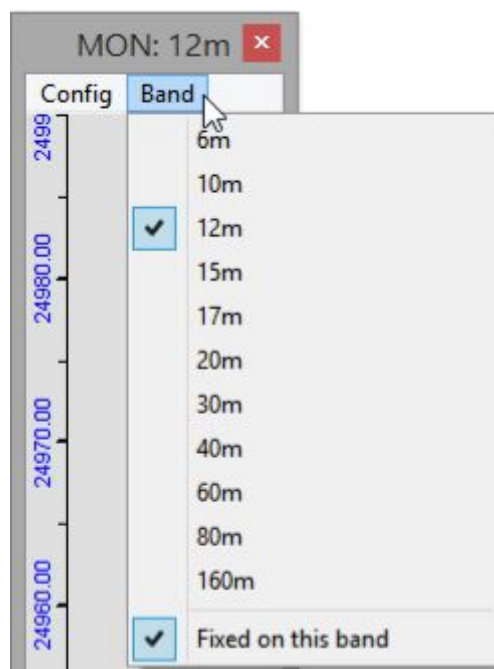 MON: 12m
Config Band
2499
6m
10m
12m
24980.00
15m
17m
20m
30m
24970.00
40m
60m
80m
160m
24960.00
Fixed on this band